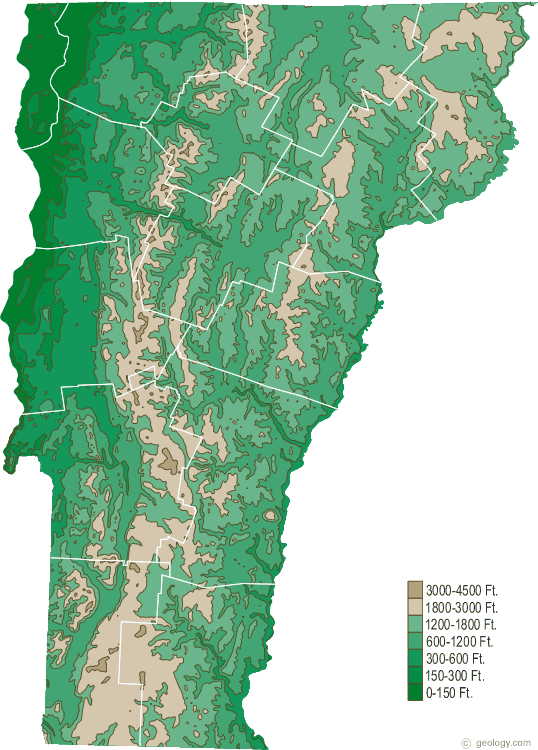 3000-4500 Ft.
1800-3000 Ft.
1200-1800 Ft.
600-1200 Ft.
300-600 Ft.
150-300 Ft.
0-150 Ft.
© geology.com